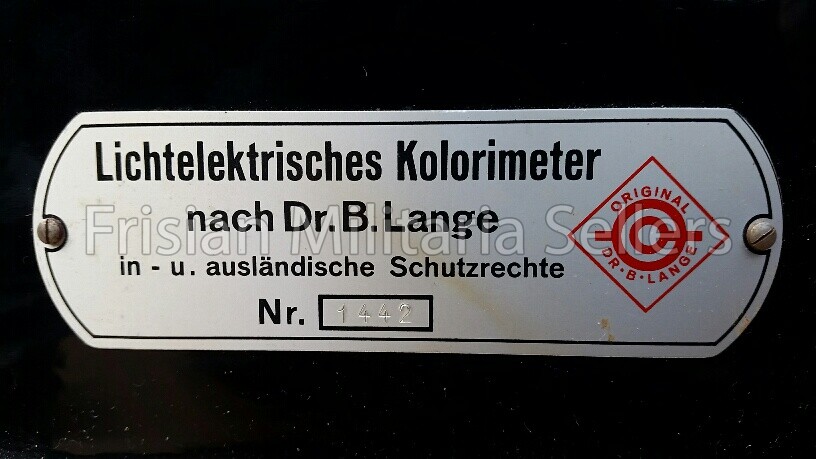 Lichtelektrisches Kolorimeter
nach Dr. B. Lange
in - u. ausländische Schutzrechte
Nr. 1442
ORIGINAL
DR·B·LANGE
Frisian Militaria Sellers